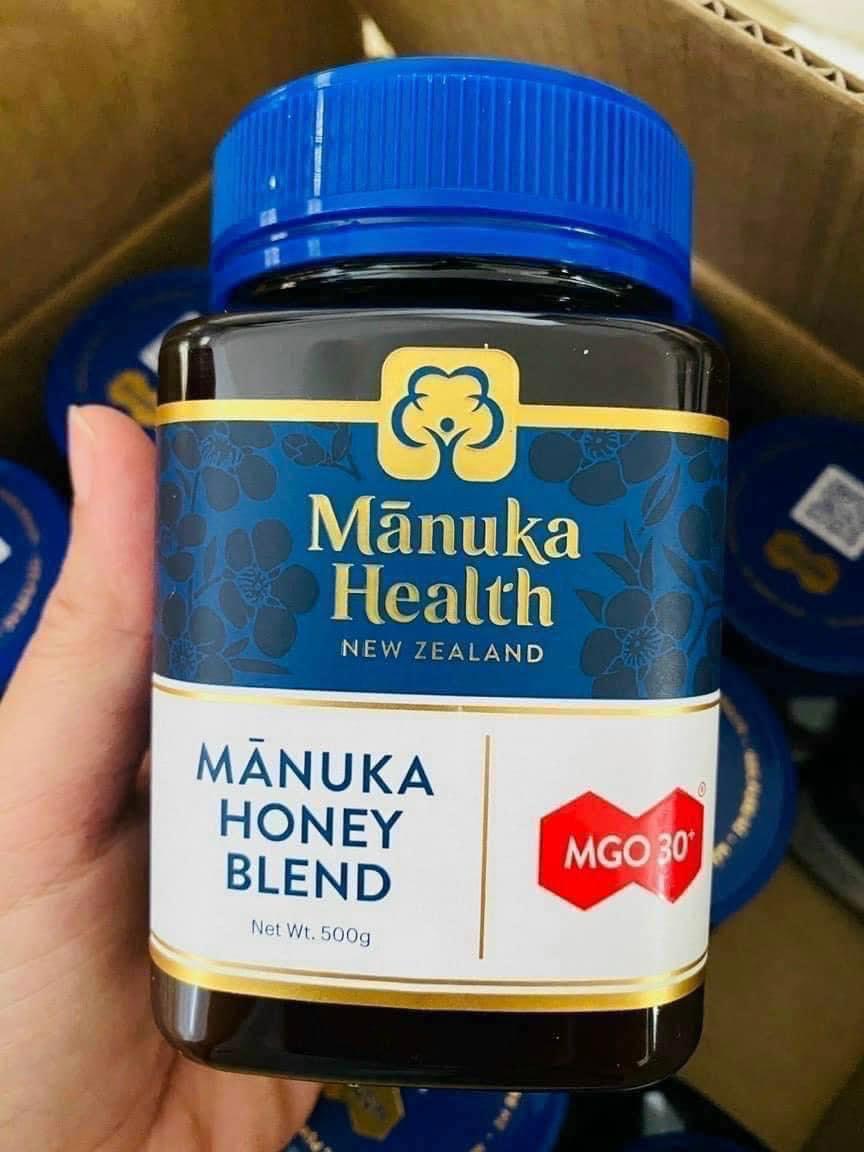 Mānuka
Health
NEW ZEALAND
MĀNUKA
HONEY
BLEND
Net Wt. 500g
MGO 30⁺
®